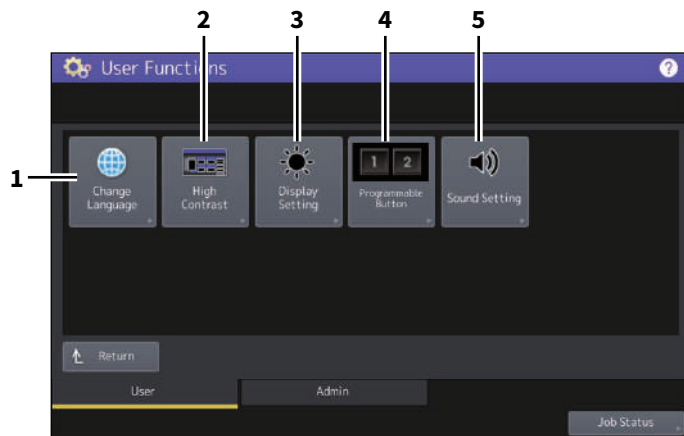 2 3 4 5
User Functions
?
1
1 2
Change
Language
High
Contrast
Display
Setting
Programmable
Button
Sound Setting
Return
User
Admin
Job Status